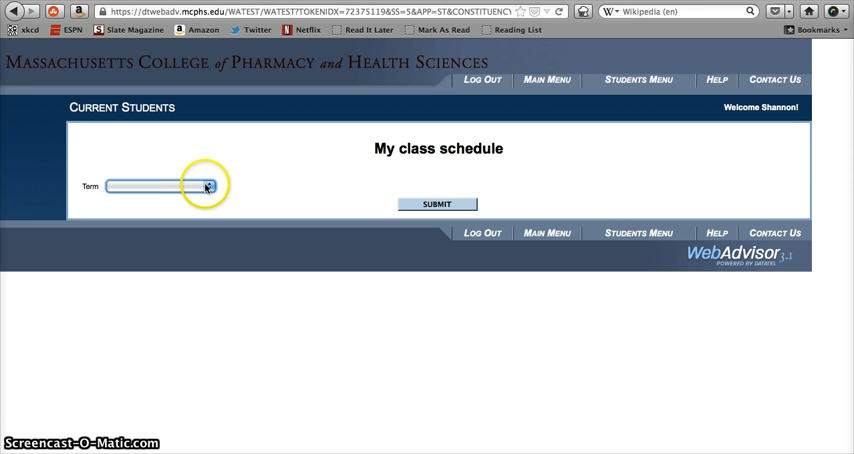 https://dtwebadv.mcphs.edu/WATEST/WATEST?TOKENIDX=72375119&SS=5&APP=ST&CONSTITUENCY
Wikipedia (en)
xkcd ESPN Slate Magazine Amazon Twitter Netflix Read It Later Mark As Read Reading List Bookmarks
MASSACHUSETTS COLLEGE of PHARMACY and HEALTH SCIENCES
LOG OUT MAIN MENU STUDENTS MENU HELP CONTACT US
CURRENT STUDENTS Welcome Shannon!
My class schedule
Term
SUBMIT
LOG OUT MAIN MENU STUDENTS MENU HELP CONTACT US
WebAdvisor 3.1
POWERED BY DATATEL
Screencast-O-Matic.com